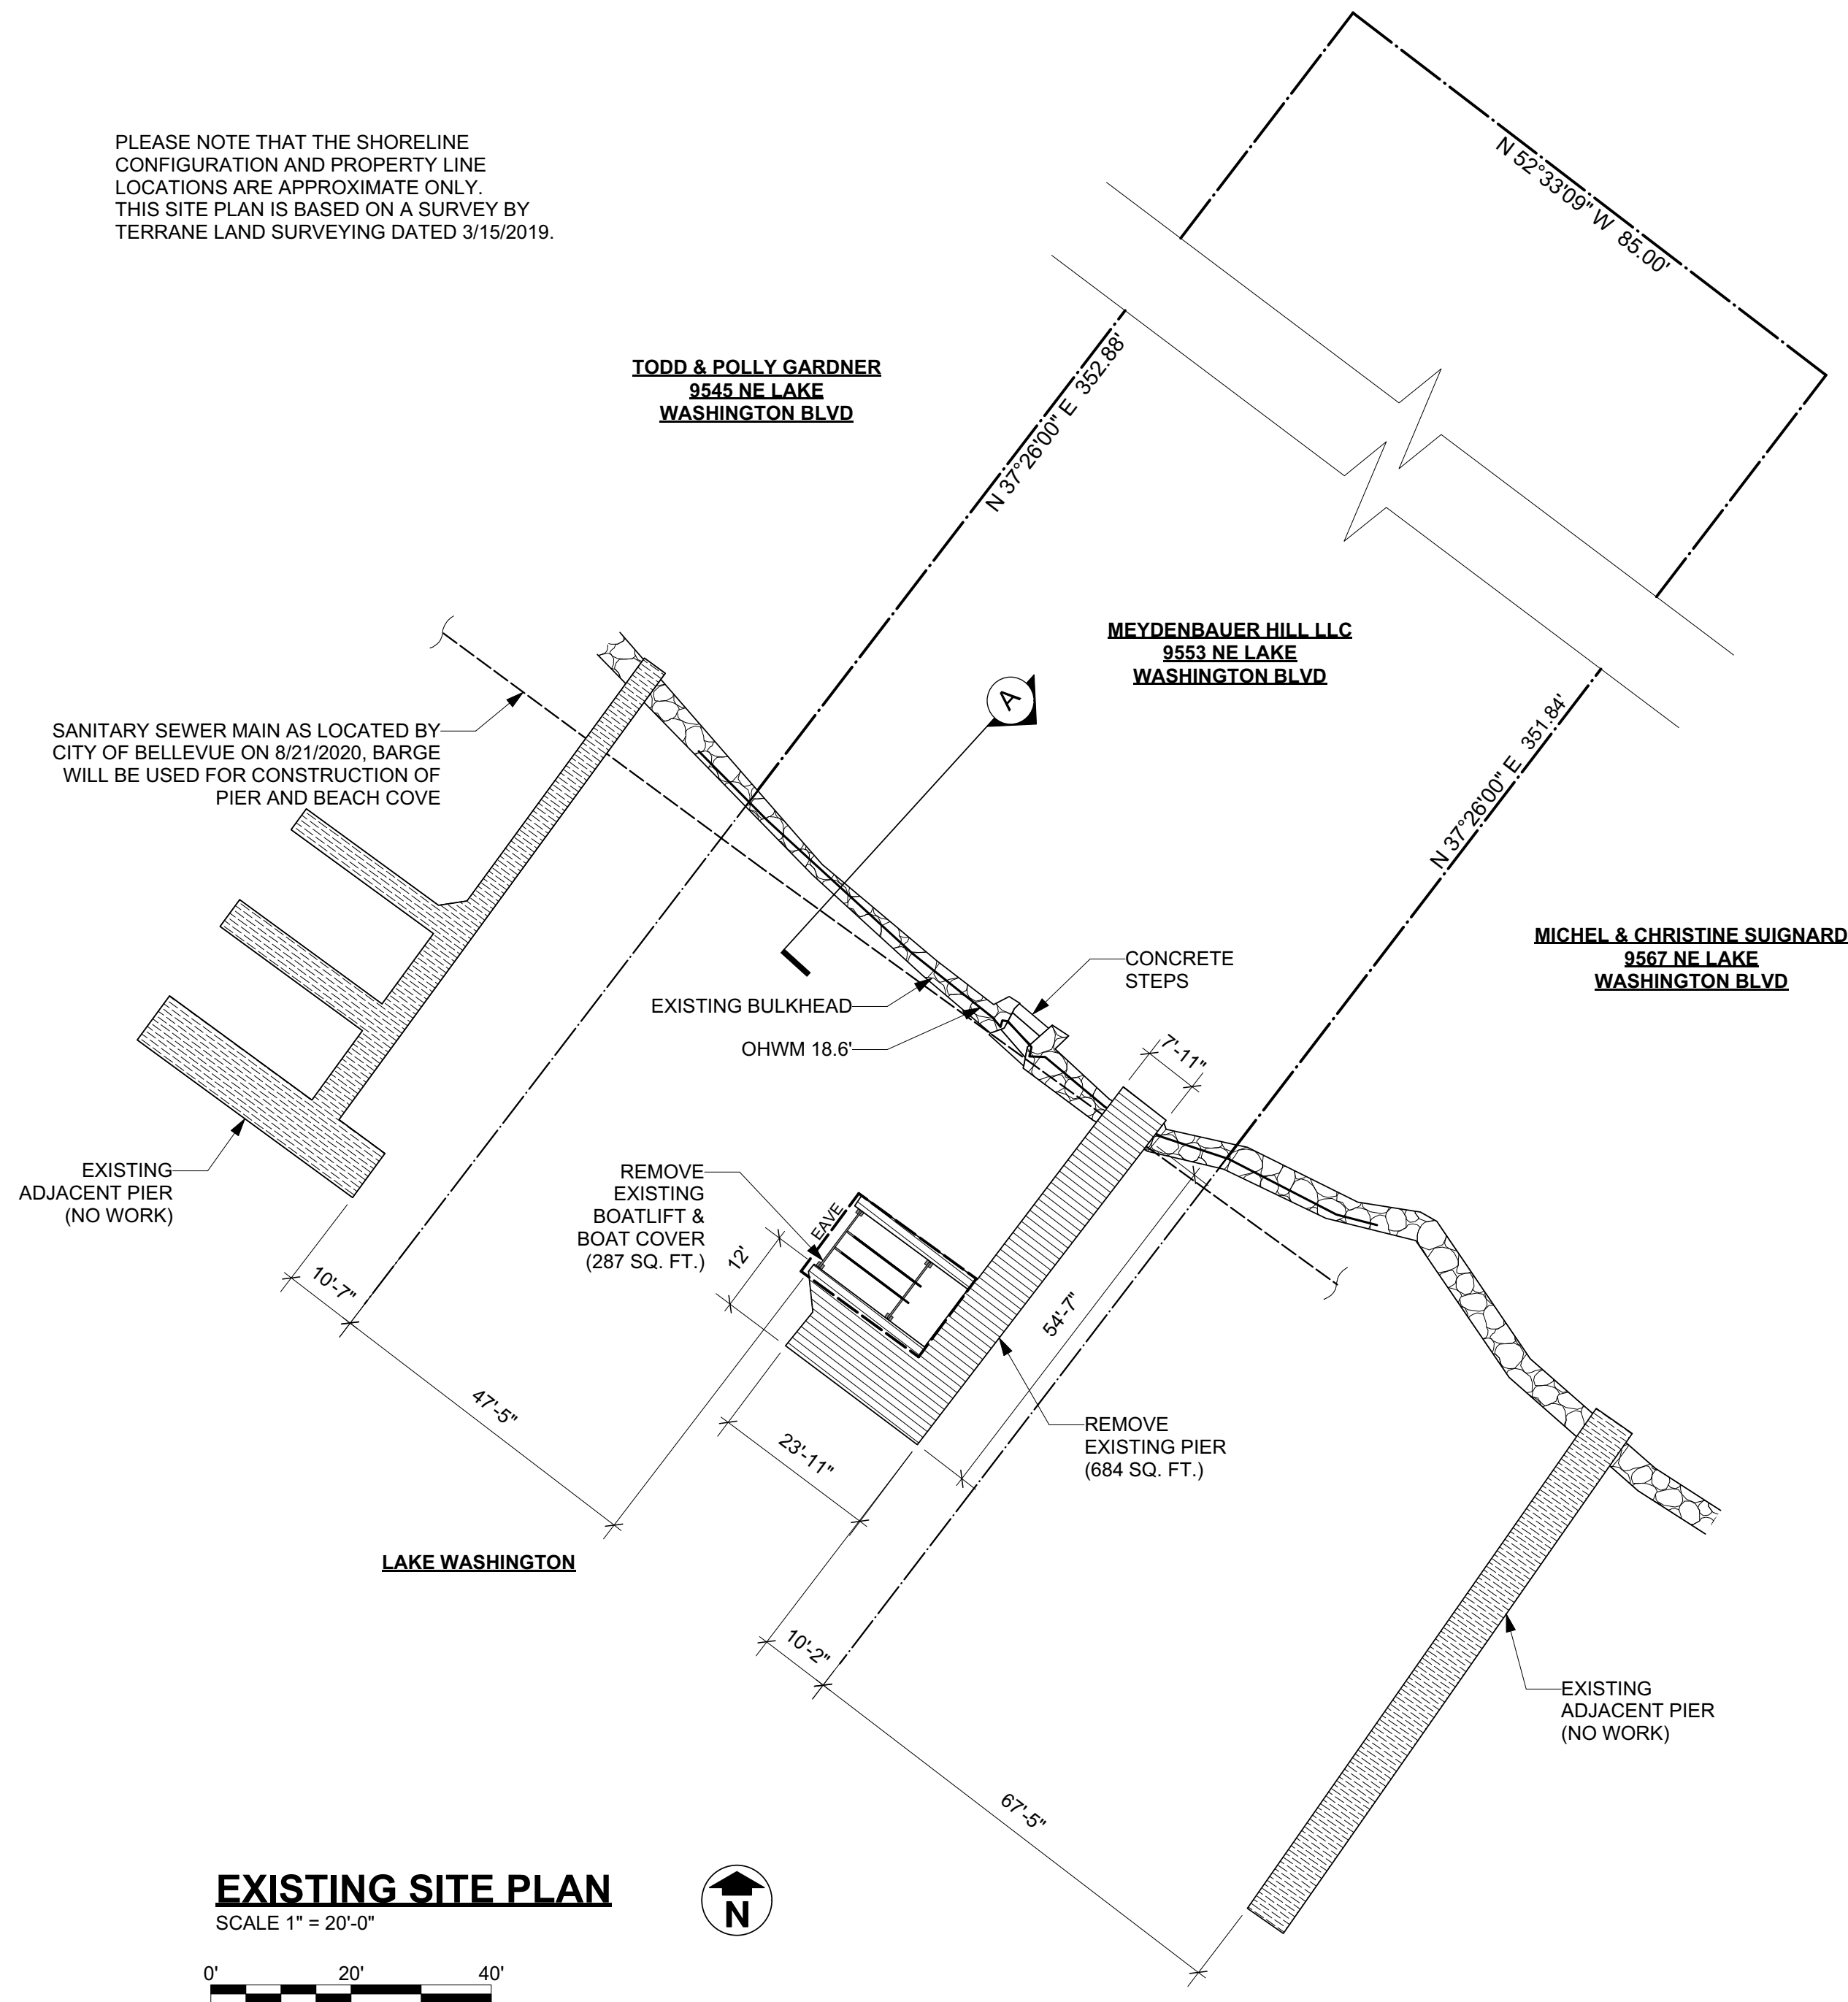 N 52°33'09" W 85.00'
PLEASE NOTE THAT THE SHORELINE
CONFIGURATION AND PROPERTY LINE
LOCATIONS ARE APPROXIMATE ONLY.
THIS SITE PLAN IS BASED ON A SURVEY BY
TERRANE LAND SURVEYING DATED 3/15/2019.
TODD & POLLY GARDNER
9545 NE LAKE
WASHINGTON BLVD
N 37°26'00" E 352.88'
MEYDENBAUER HILL LLC
9553 NE LAKE
WASHINGTON BLVD
A
SANITARY SEWER MAIN AS LOCATED BY
CITY OF BELLEVUE ON 8/21/2020, BARGE
WILL BE USED FOR CONSTRUCTION OF
PIER AND BEACH COVE
N 37°26'00" E 351.84'
MICHEL & CHRISTINE SUIGNARD
9567 NE LAKE
WASHINGTON BLVD
CONCRETE
STEPS
EXISTING BULKHEAD
OHWM 18.6'
7'-11"
EXISTING
ADJACENT PIER
(NO WORK)
REMOVE
EXISTING
BOATLIFT &
BOAT COVER
(287 SQ. FT.)
EAVE
12'
10'-7"
54'-7"
47'-5"
23'-11"
REMOVE
EXISTING PIER
(684 SQ. FT.)
LAKE WASHINGTON
10'-2"
EXISTING
ADJACENT PIER
(NO WORK)
67'-5"
EXISTING SITE PLAN
SCALE 1" = 20'-0"
N
0' 20' 40'